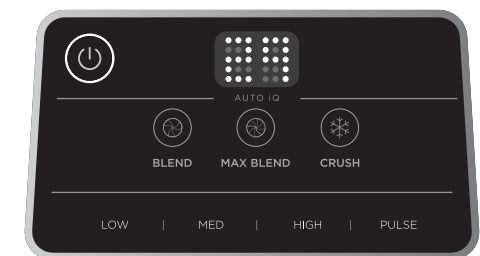 AUTO iQ
BLEND MAX BLEND CRUSH
LOW | MED | HIGH | PULSE